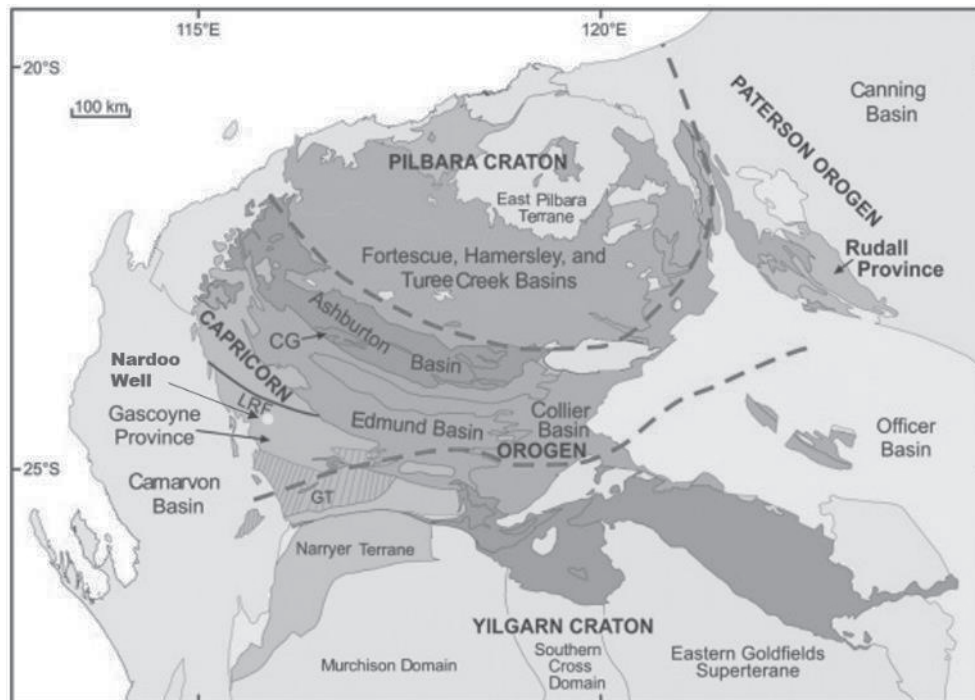 115°E
120°E
20°S
100 km
PATERSON OROGEN
Canning
Basin
PILBARA CRATON
East Pilbara
Terrane
Rudall
Province
Fortescue, Hamersley, and
Turee Creek Basins
Ashburton
Basin
CG
CAPRICORN
Nardoo
Well
LRF
Gascoyne
Province
Edmund Basin
Collier
Basin
OROGEN
Officer
Basin
25°S
Camarvon
Basin
GT
Narryer Terrane
YILGARN CRATON
Murchison Domain
Southern
Cross
Domain
Eastern Goldfields
Superterane